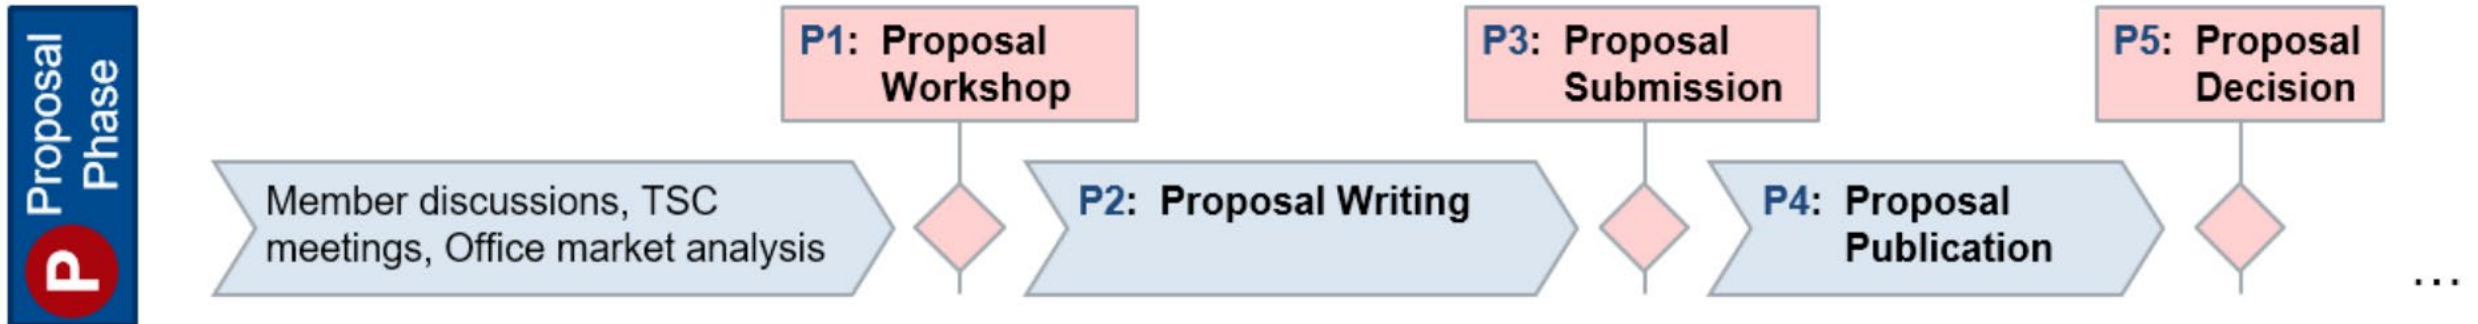 Proposal
Phase
P
P1: Proposal
Workshop
P3: Proposal
Submission
P5: Proposal
Decision
Member discussions, TSC
meetings, Office market analysis
P2: Proposal Writing
P4: Proposal
Publication
...